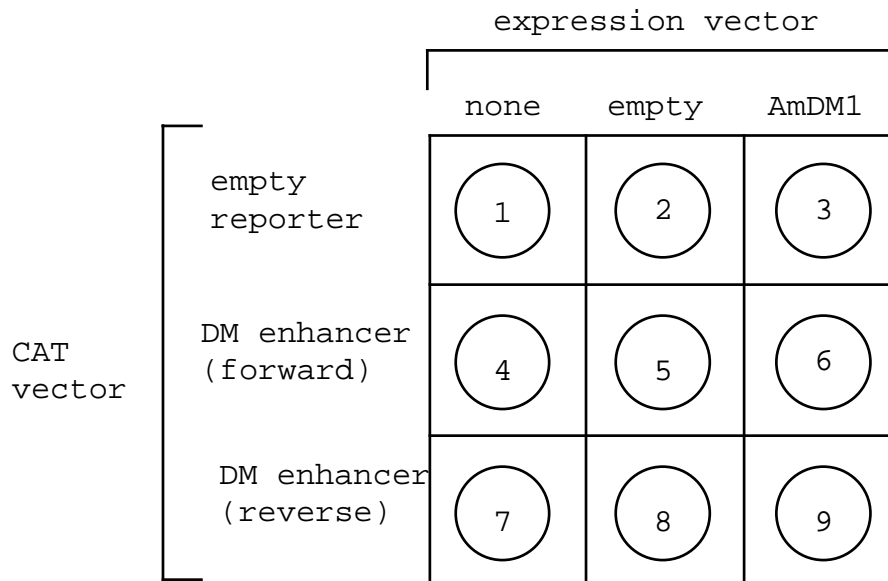 expression vector
none empty AmDM1
empty
reporter
1 2 3
DM enhancer
(forward)
4 5 6
CAT
vector
DM enhancer
(reverse)
7 8 9